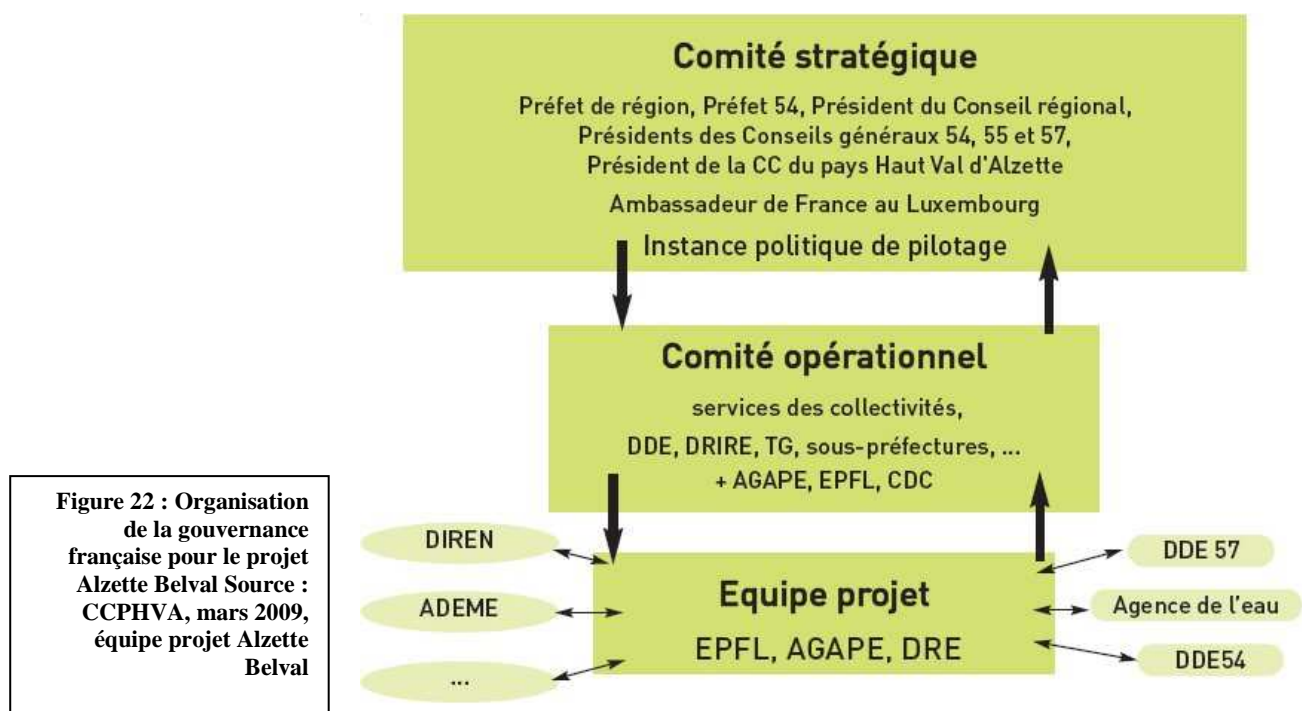 Comité stratégique
Préfet de région, Préfet 54, Président du Conseil régional,
Présidents des Conseils généraux 54, 55 et 57,
Président de la CC du pays Haut Val d'Alzette
Ambassadeur de France au Luxembourg
Instance politique de pilotage
Comité opérationnel
services des collectivités,
DDE, DRIRE, TG, sous-préfectures, ...
+ AGAPE, EPFL, CDC
DIREN
ADEME
...
Equipe projet
EPFL, AGAPE, DRE
DDE 57
Agence de l'eau
DDE54
Figure 22 : Organisation
de la gouvernance
française pour le projet
Alzette Belval Source :
CCPHVA, mars 2009,
équipe projet Alzette
Belval